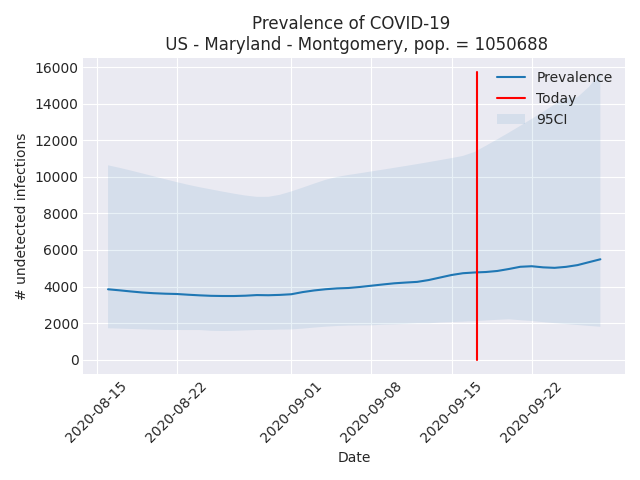 Prevalence of COVID-19
US - Maryland - Montgomery, pop. = 1050688
16000
14000
12000
10000
8000
6000
4000
2000
0
# undetected infections
Prevalence
Today
95CI
2020-08-15
2020-08-22
2020-09-01
2020-09-08
2020-09-15
2020-09-22
Date